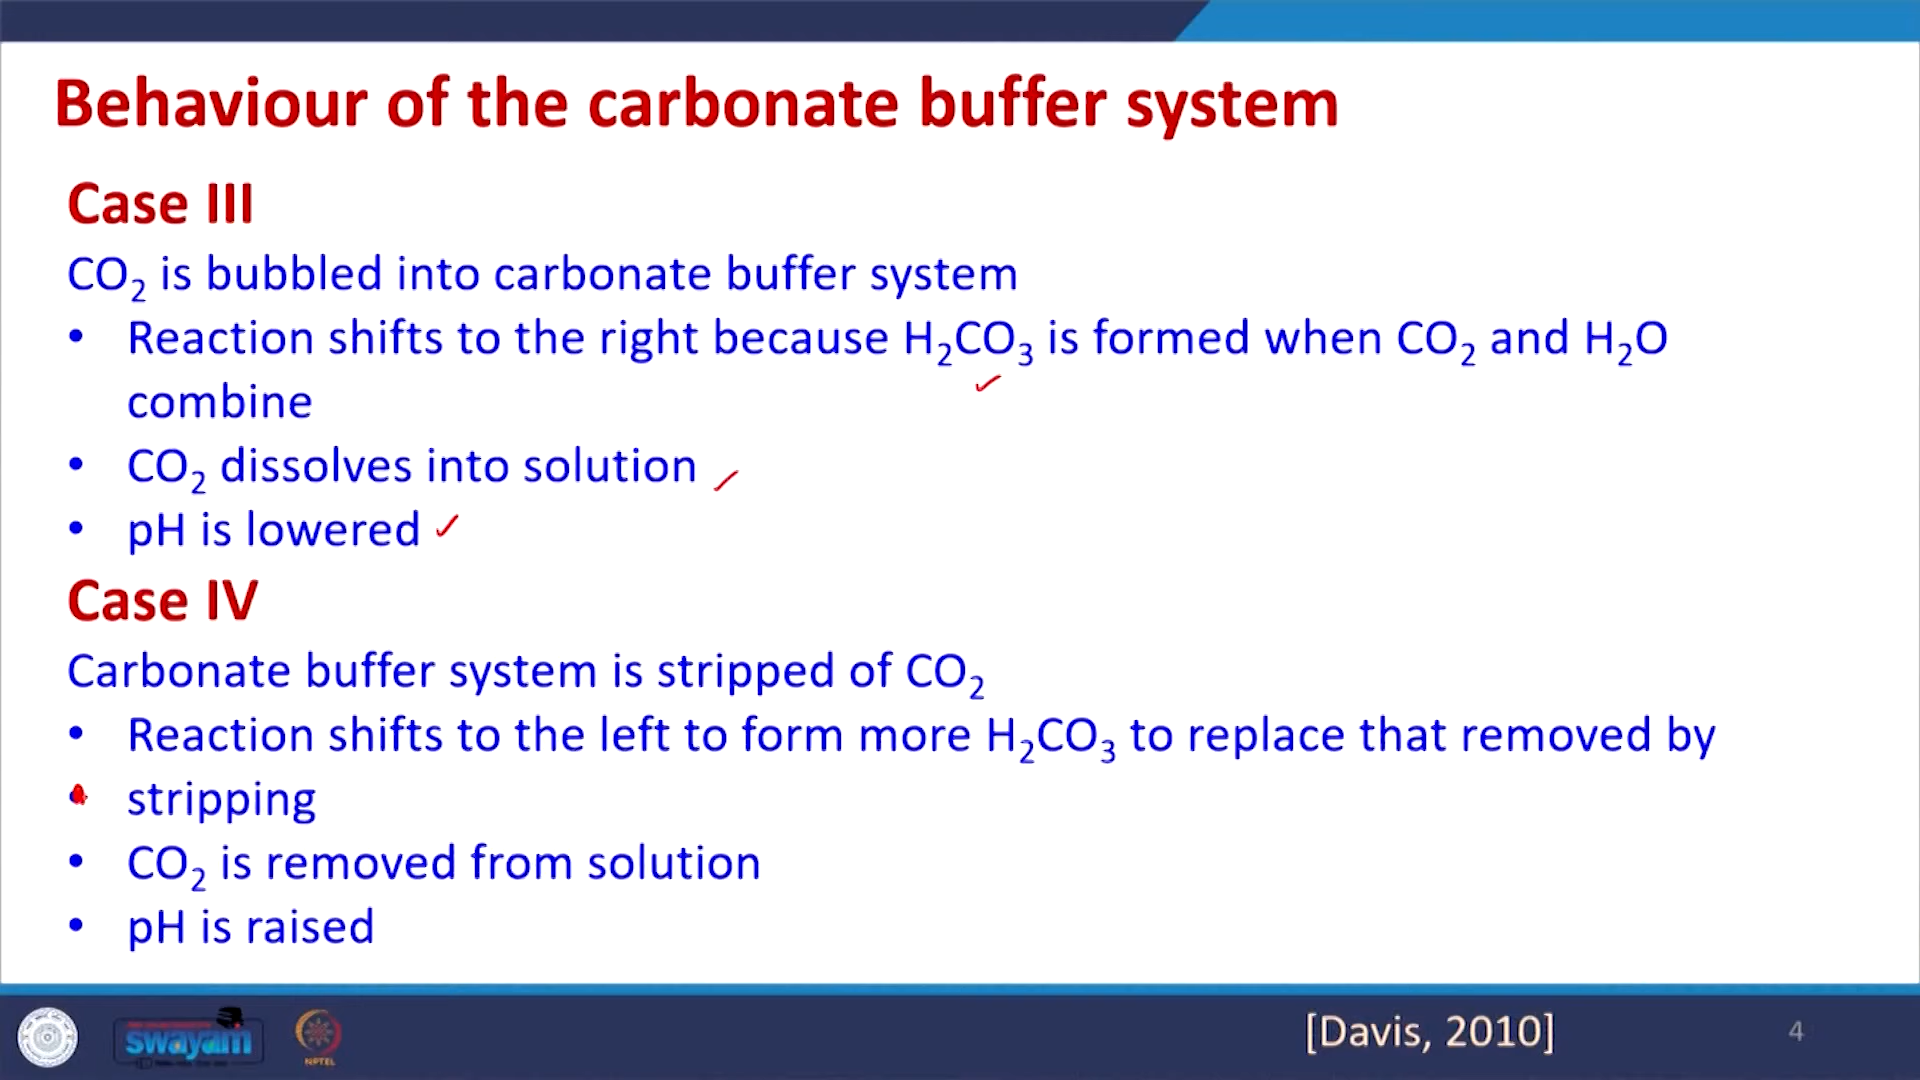 Behaviour of the carbonate buffer system
Case III
CO₂ is bubbled into carbonate buffer system
• Reaction shifts to the right because H₂CO₃ is formed when CO₂ and H₂O
combine
• CO₂ dissolves into solution
• pH is lowered
Case IV
Carbonate buffer system is stripped of CO₂
• Reaction shifts to the left to form more H₂CO₃ to replace that removed by
• stripping
• CO₂ is removed from solution
• pH is raised
swayam
NPTEL
[Davis, 2010]
4